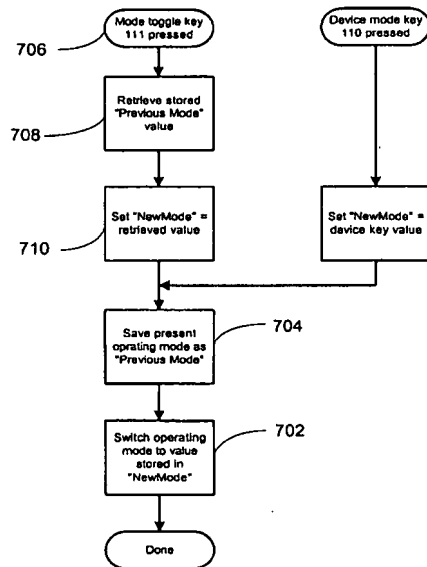 Mode toggle key
111 pressed
706
Device mode key
110 pressed
Retrieve stored
"Previous Mode"
value
708
Set "NewMode" =
retrieved value
710
Set "NewMode" =
device key value
Save present
oprating mode as
"Previous Mode"
704
Switch operating
mode to value
stored in
"NewMode"
702
Done